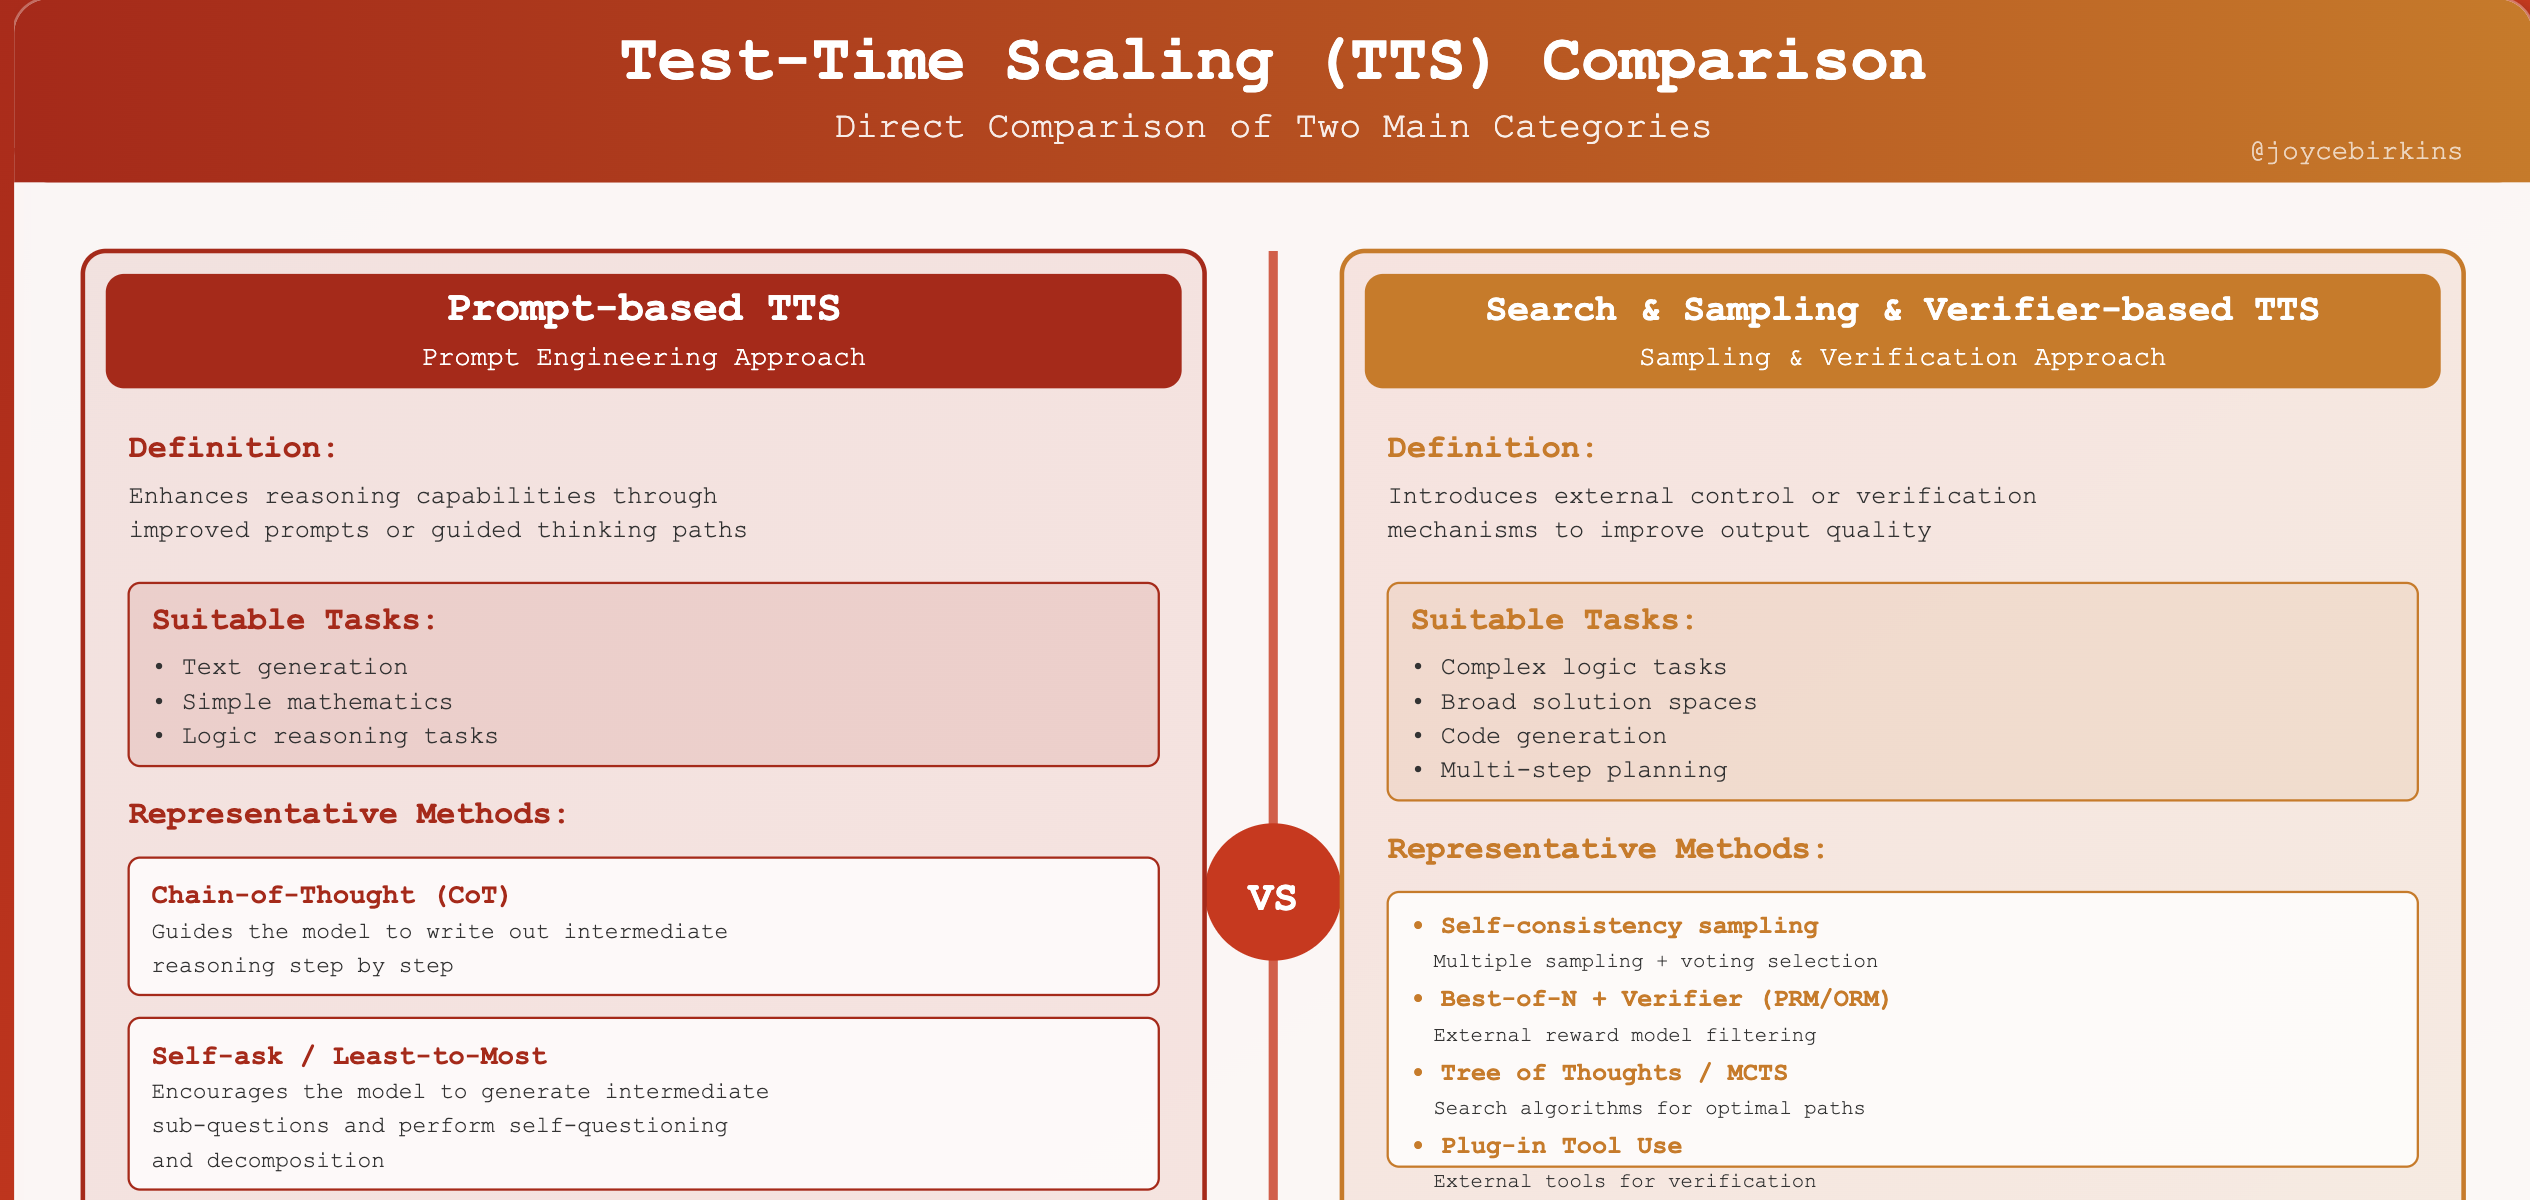 Test-Time Scaling (TTS) Comparison
Direct Comparison of Two Main Categories
@joycebirkins
Prompt-based TTS
Prompt Engineering Approach
Definition:
Enhances reasoning capabilities through
improved prompts or guided thinking paths
Suitable Tasks:
• Text generation
• Simple mathematics
• Logic reasoning tasks
Representative Methods:
Chain-of-Thought (CoT)
Guides the model to write out intermediate
reasoning step by step
Self-ask / Least-to-Most
Encourages the model to generate intermediate
sub-questions and perform self-questioning
and decomposition
VS
Search & Sampling & Verifier-based TTS
Sampling & Verification Approach
Definition:
Introduces external control or verification
mechanisms to improve output quality
Suitable Tasks:
• Complex logic tasks
• Broad solution spaces
• Code generation
• Multi-step planning
Representative Methods:
• Self-consistency sampling
Multiple sampling + voting selection
• Best-of-N + Verifier (PRM/ORM)
External reward model filtering
• Tree of Thoughts / MCTS
Search algorithms for optimal paths
• Plug-in Tool Use
External tools for verification